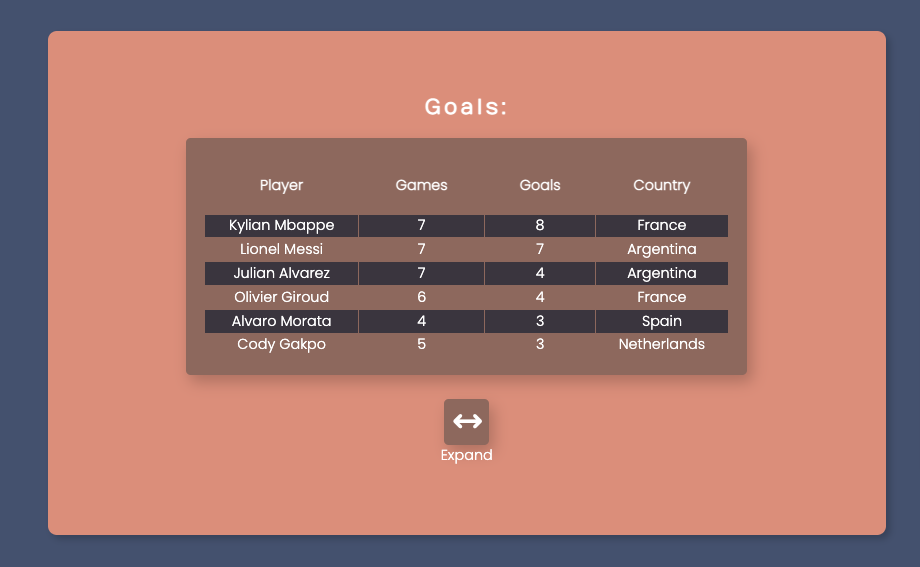 Goals:
Player Games Goals Country
Kylian Mbappe 7 8 France
Lionel Messi 7 7 Argentina
Julian Alvarez 7 4 Argentina
Olivier Giroud 6 4 France
Alvaro Morata 4 3 Spain
Cody Gakpo 5 3 Netherlands
Expand